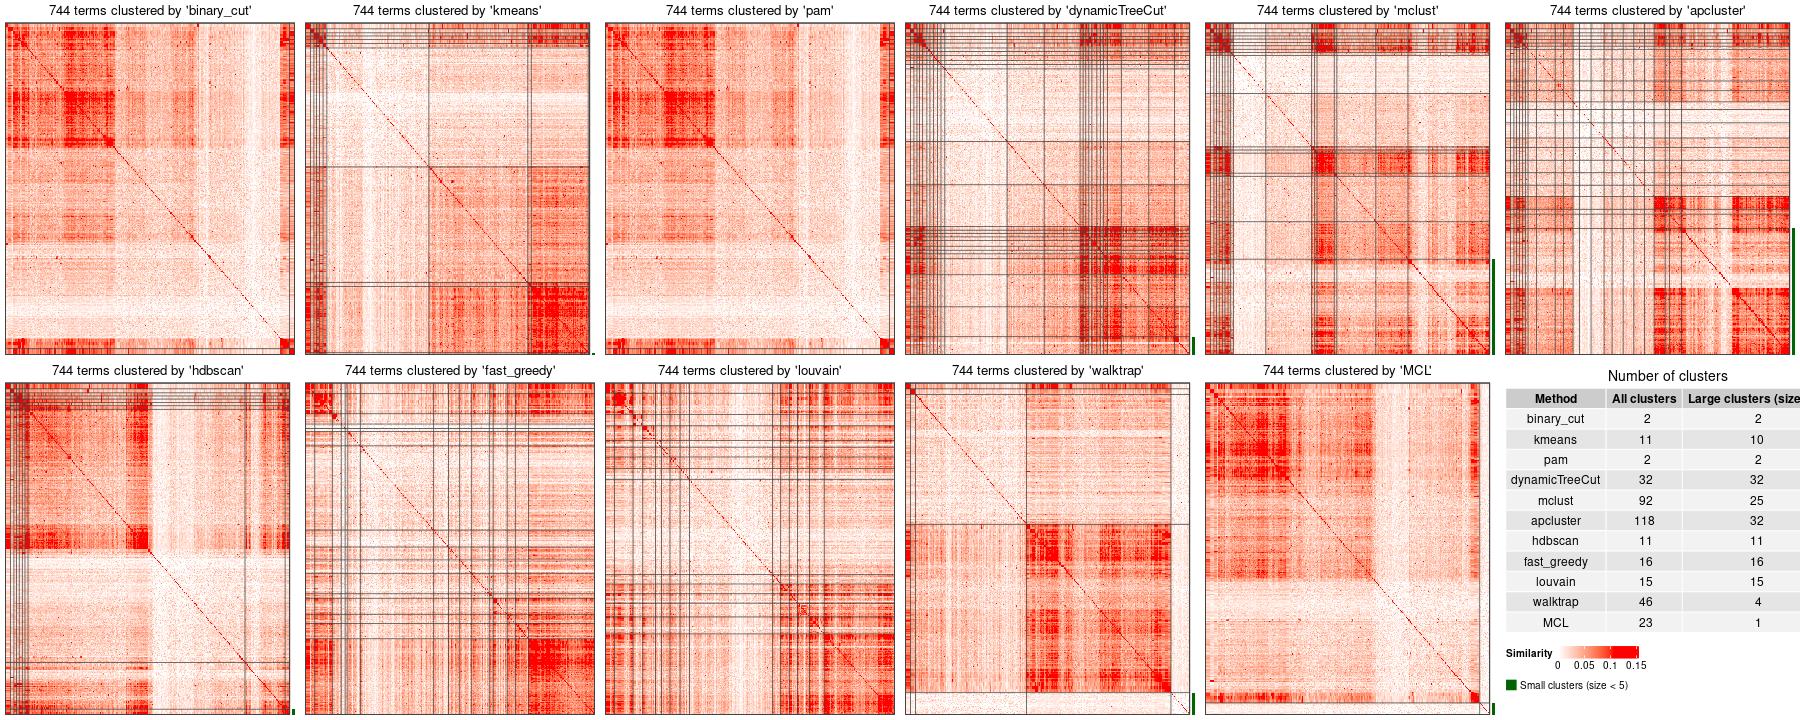 744 terms clustered by 'binary_cut'
744 terms clustered by 'kmeans'
744 terms clustered by 'pam'
744 terms clustered by 'dynamicTreeCut'
744 terms clustered by 'mclust'
744 terms clustered by 'apcluster'
744 terms clustered by 'hdbscan'
744 terms clustered by 'fast_greedy'
744 terms clustered by 'louvain'
744 terms clustered by 'walktrap'
744 terms clustered by 'MCL'
Number of clusters
Method All clusters Large clusters (size
binary_cut 2 2
kmeans 11 10
pam 2 2
dynamicTreeCut 32 32
mclust 92 25
apcluster 118 32
hdbscan 11 11
fast_greedy 16 16
louvain 15 15
walktrap 46 4
MCL 23 1
Similarity
0 0.05 0.1 0.15
Small clusters (size < 5)